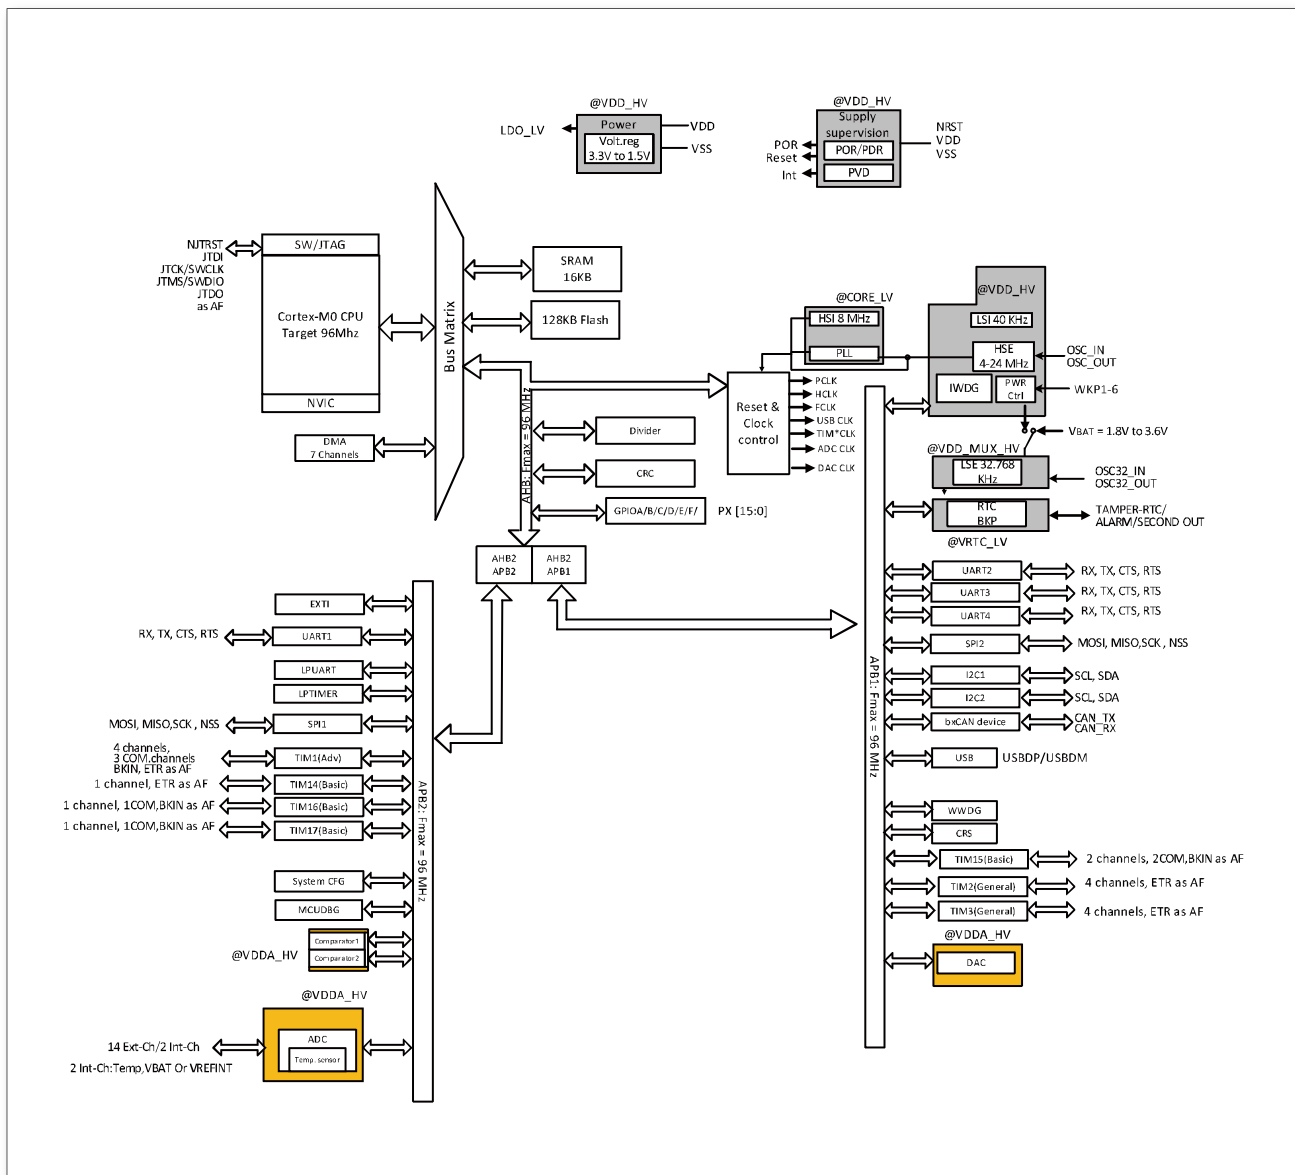 @VDD_HV
Power
Volt.reg
3.3V to 1.5V
LDO_LV
VDD
VSS
@VDD_HV
Supply
supervision
POR/PDR
PVD
POR
Reset
Int
NRST
VDD
VSS
NJTRST
JTDI
JTCK/SWCLK
JTMS/SWDIO
JTDO
as AF
SW/JTAG
Cortex-M0 CPU
Target 96Mhz
NVIC
DMA
7 Channels
Bus Matrix
SRAM
16KB
128KB Flash
@CORE_LV
HSI 8 MHz
PLL
Reset &
Clock
control
PCLK
HCLK
FCLK
USB CLK
TIM*CLK
ADC CLK
DAC CLK
@VDD_HV
LSI 40 KHz
HSE
4-24 MHz
IWDG
PWR
Ctrl
OSC_IN
OSC_OUT
WKP1-6
VBAT = 1.8V to 3.6V
@VDD_MUX_HV
LSE 32.768
KHz
OSC32_IN
OSC32_OUT
RTC
BKP
@VRTC_LV
TAMPER-RTC/
ALARM/SECOND OUT
AHB: Fmax = 96 MHz
Divider
CRC
GPIOA/B/C/D/E/F/
PX [15:0]
AHB2
APB2
AHB2
APB1
EXTI
RX, TX, CTS, RTS
UART1
LPUART
LPTIMER
MOSI, MISO,SCK , NSS
SPI1
4 channels,
3 COM.channels
BKIN, ETR as AF
TIM1(Adv)
1 channel, ETR as AF
TIM14(Basic)
1 channel, 1COM,BKIN as AF
TIM16(Basic)
1 channel, 1COM,BKIN as AF
TIM17(Basic)
System CFG
MCUDBG
@VDDA_HV
Comparator1
Comparator2
@VDDA_HV
ADC
Temp. sensor
14 Ext-Ch/2 Int-Ch
2 Int-Ch:Temp,VBAT Or VREFINT
APB2: Fmax = 96 MHz
APB1: Fmax = 96 MHz
UART2
RX, TX, CTS, RTS
UART3
RX, TX, CTS, RTS
UART4
RX, TX, CTS, RTS
SPI2
MOSI, MISO,SCK , NSS
I2C1
SCL, SDA
I2C2
SCL, SDA
bxCAN device
CAN_TX
CAN_RX
USB
USBDP/USBDM
WWDG
CRS
TIM15(Basic)
2 channels, 2COM,BKIN as AF
TIM2(General)
4 channels, ETR as AF
TIM3(General)
4 channels, ETR as AF
@VDDA_HV
DAC